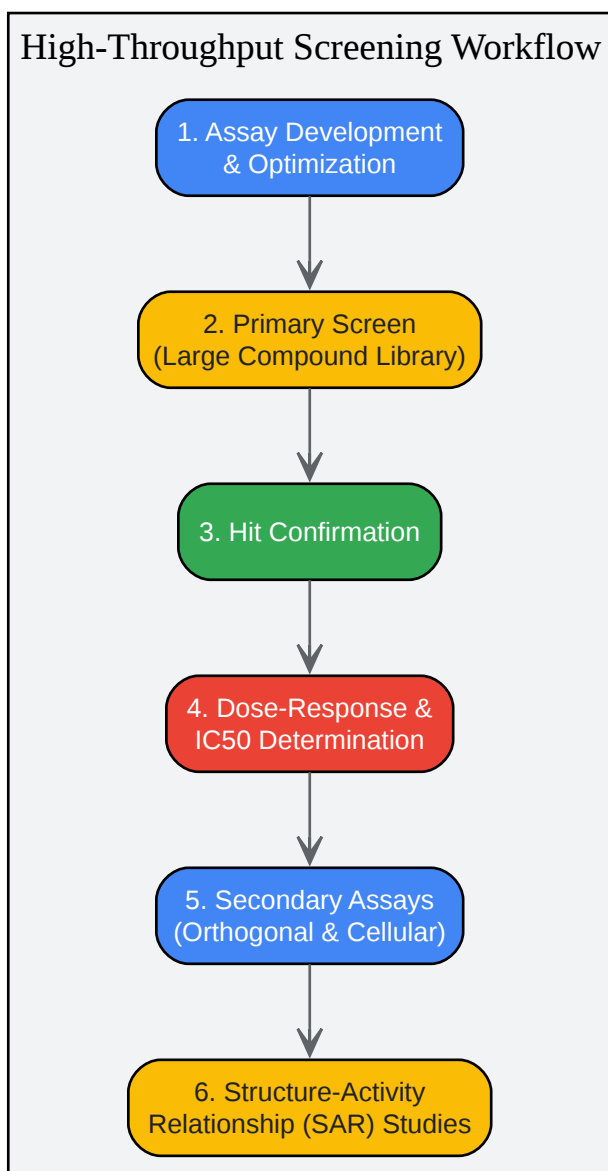 High-Throughput Screening Workflow
1. Assay Development
& Optimization
2. Primary Screen
(Large Compound Library)
3. Hit Confirmation
4. Dose-Response &
IC50 Determination
5. Secondary Assays
(Orthogonal & Cellular)
6. Structure-Activity
Relationship (SAR) Studies